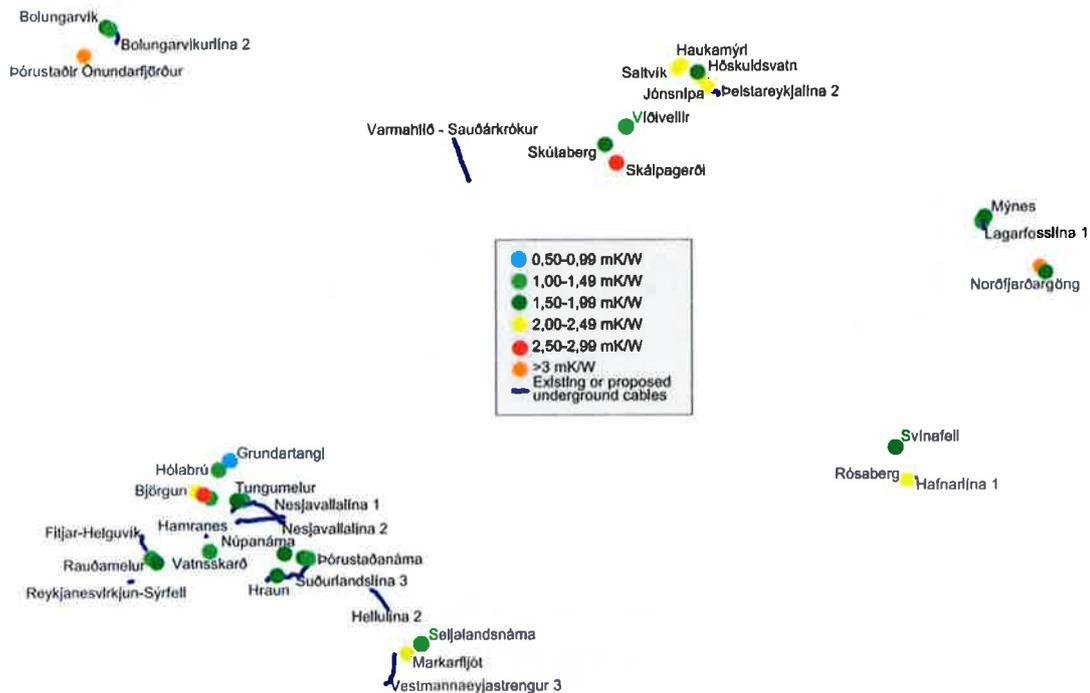 Bolungarvík
Bolungarvíkurlína 2
Þórustaðir Önundarfjörður
Haukamýri
Saltvík
Höskuldsvatn
Jónsnípa
Þeistareykjalína 2
Víðivellir
Varmahlíð - Sauðárkrókur
Skútaberg
Skálpagerði
Mýnes
Lagarfosslína 1
Norðfjarðargöng
0,50-0,99 mK/W
1,00-1,49 mK/W
1,50-1,99 mK/W
2,00-2,49 mK/W
2,50-2,99 mK/W
>3 mK/W
Existing or proposed
underground cables
Svínafell
Rósaberg
Hafnarlína 1
Grundartangi
Hólabrú
Björgun
Tungumelur
Nesjavallalína 1
Hamranes
Nesjavallalína 2
Fitjar-Helguvík
Núpanáma
Rauðamelur
Vatnsskarð
Þórustaðanáma
Suðurlandslína 3
Reykjanesvirkjun-Sýrfell
Hraun
Hellulína 2
Seljalandsnáma
Markarfljót
Vestmannaeyjastrengur 3